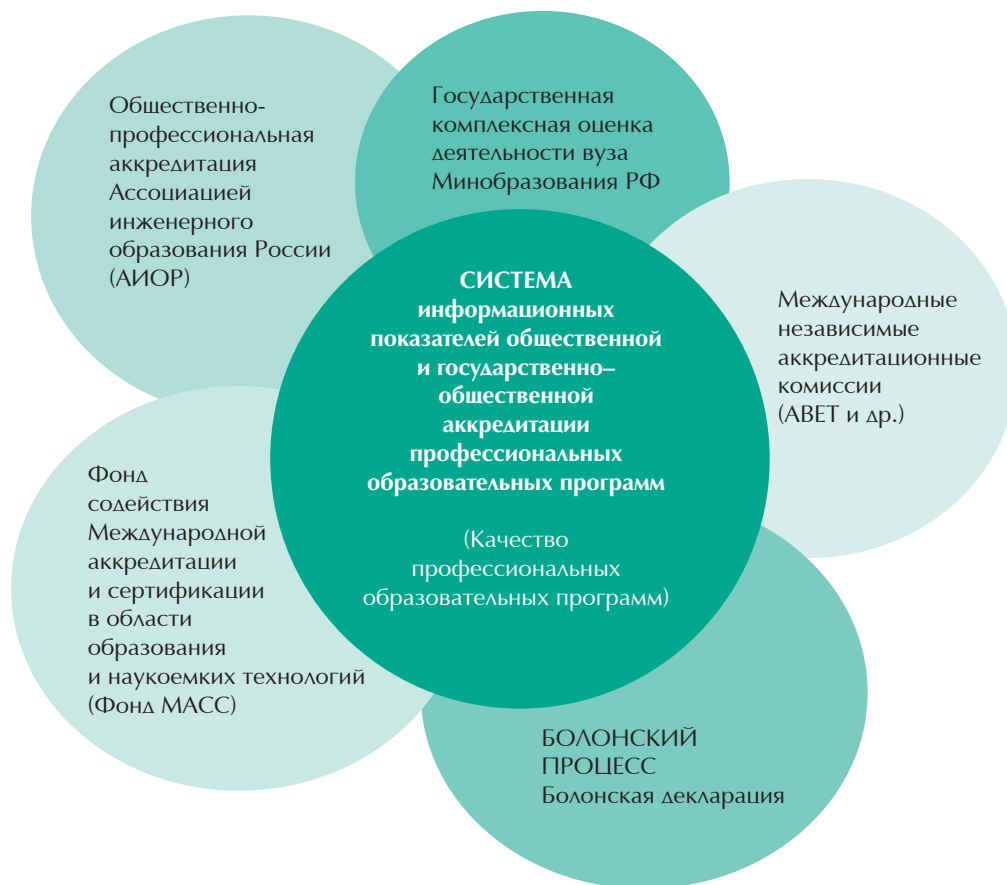 Общественно-
профессиональная
аккредитация
Ассоциацией
инженерного
образования России
(АИОР)
Государственная
комплексная оценка
деятельности вуза
Минобразования РФ
Международные
независимые
аккредитационные
комиссии
(ABET и др.)
СИСТЕМА
информационных
показателей общественной
и государственно–
общественной
аккредитации
профессиональных
образовательных программ
(Качество
профессиональных
образовательных программ)
Фонд
содействия
Международной
аккредитации
и сертификации
в области
образования
и наукоемких технологий
(Фонд МАСС)
БОЛОНСКИЙ
ПРОЦЕСС
Болонская декларация